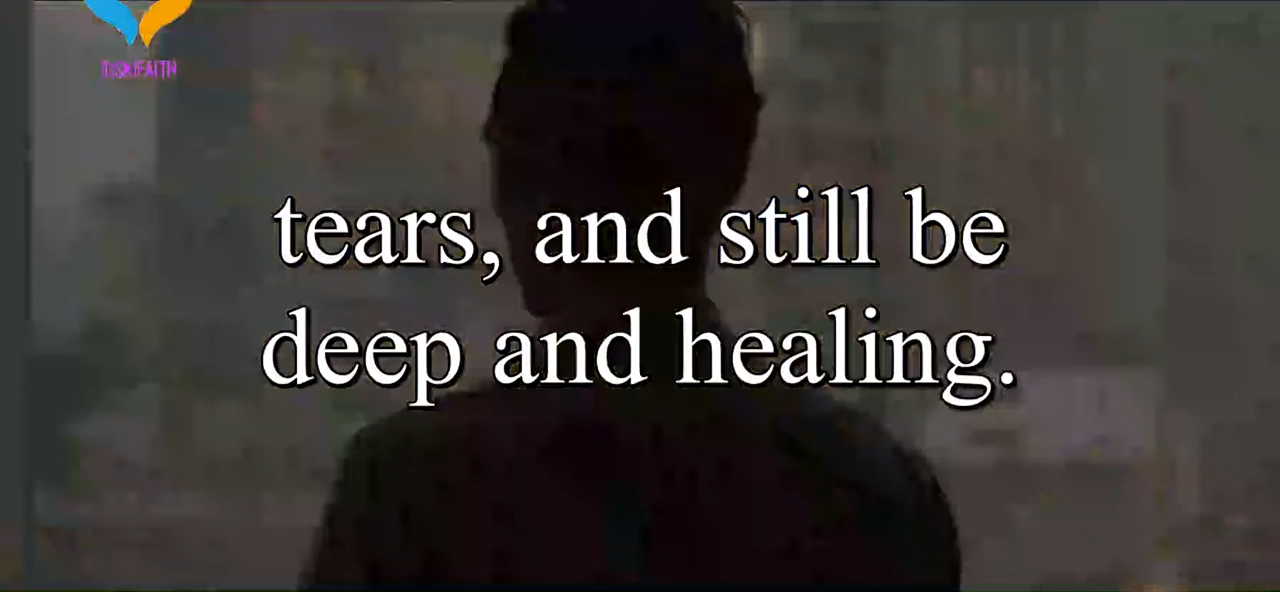 tears, and still be
deep and healing.